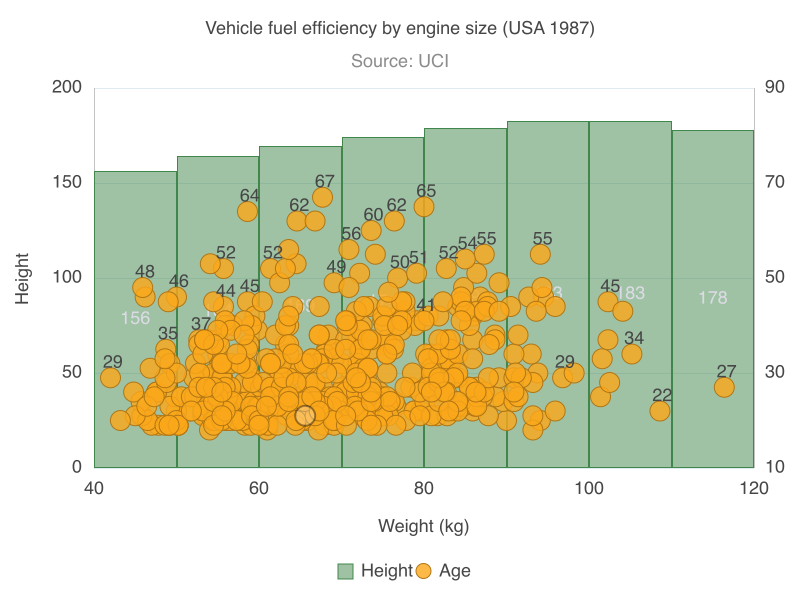 Vehicle fuel efficiency by engine size (USA 1987)
Source: UCI
200 90
150 70
100 50
50 30
0 10
Height
67
64 62 65
60 62
56
52 52 52 54 55 55
48 46 49 50 51
44 45 41 45
156 183 178
37 35 34
29 29 27
22
40 60 80 100 120
Weight (kg)
Height Age